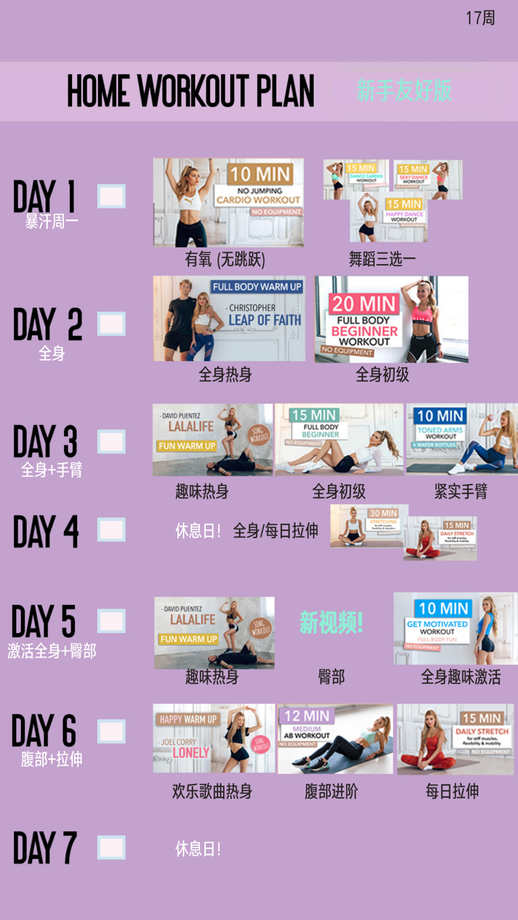 17周
HOME WORKOUT PLAN
新手友好版
DAY 1
暴汗周一
10 MIN
NO JUMPING
CARDIO WORKOUT
NO EQUIPMENT
有氧 (无跳跃)
15 MIN
DANCE CARDIO
WORKOUT
15 MIN
SEXY DANCE
WORKOUT
15 MIN
HAPPY DANCE
WORKOUT
舞蹈三选一
DAY 2
全身
FULL BODY WARM UP
- CHRISTOPHER
LEAP OF FAITH
全身热身
20 MIN
FULL BODY
BEGINNER
WORKOUT
NO EQUIPMENT
全身初级
DAY 3
全身+手臂
- DAVID PUENTEZ
LALALIFE
FUN WARM UP
SONG WORKOUT
趣味热身
15 MIN
FULL BODY
BEGINNER
NO EQUIPMENT
全身初级
10 MIN
TONED ARMS
WORKOUT
+ WATER BOTTLES
紧实手臂
DAY 4
休息日!
全身/每日拉伸
30 MIN
STRETCHING
15 MIN
DAILY STRETCH
for stiff muscles,
flexibility & mobility
DAY 5
激活全身+臀部
- DAVID PUENTEZ
LALALIFE
FUN WARM UP
SONG WORKOUT
趣味热身
新视频!
臀部
10 MIN
GET MOTIVATED
WORKOUT
FULL BODY FUN
NO EQUIPMENT
全身趣味激活
DAY 6
腹部+拉伸
HAPPY WARM UP
- JOEL CORRY
LONELY
SONG WORKOUT
欢乐歌曲热身
12 MIN
MEDIUM
AB WORKOUT
NO EQUIPMENT
腹部进阶
15 MIN
DAILY STRETCH
for stiff muscles,
flexibility & mobility
每日拉伸
DAY 7
休息日!